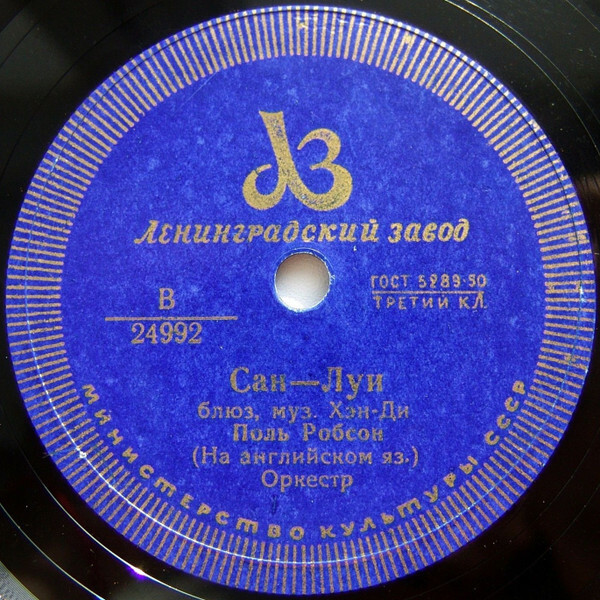 ЛЗ
Ленинградский завод
В
24992
ГОСТ 5289-50
ТРЕТИЙ КЛ.
Сан—Луи
блюз, муз. Хэн-Ди
Поль Робсон
(На английском яз.)
Оркестр
МИНИСТЕРСТВО КУЛЬТУРЫ СССР